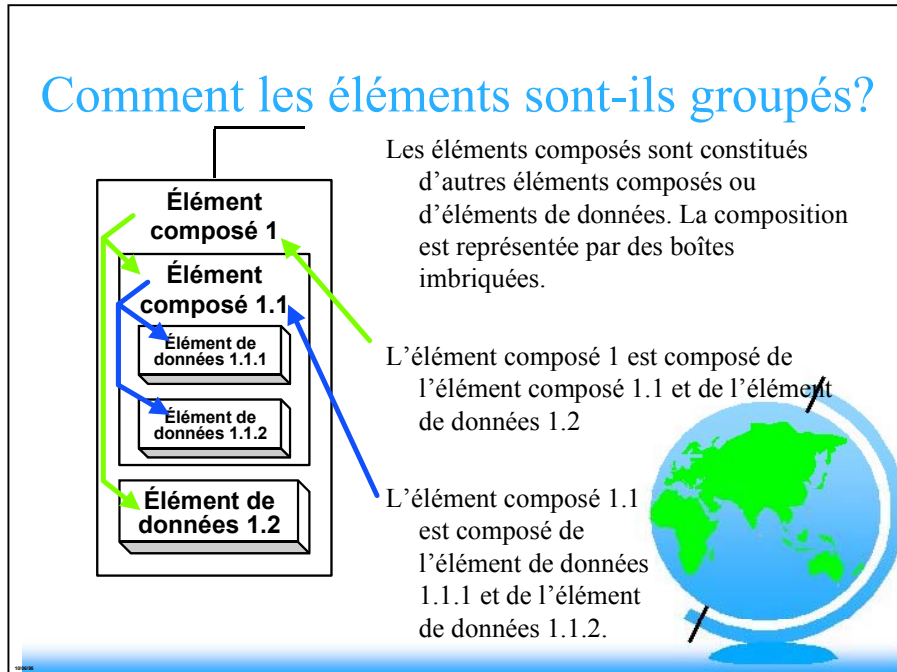 Comment les éléments sont-ils groupés?
Élément
composé 1
Élément
composé 1.1
Élément de
données 1.1.1
Élément de
données 1.1.2
Élément de
données 1.2
Les éléments composés sont constitués
d’autres éléments composés ou
d’éléments de données. La composition
est représentée par des boîtes
imbriquées.
L’élément composé 1 est composé de
l’élément composé 1.1 et de l’élément
de données 1.2
L’élément composé 1.1
est composé de
l’élément de données
1.1.1 et de l’élément
de données 1.1.2.